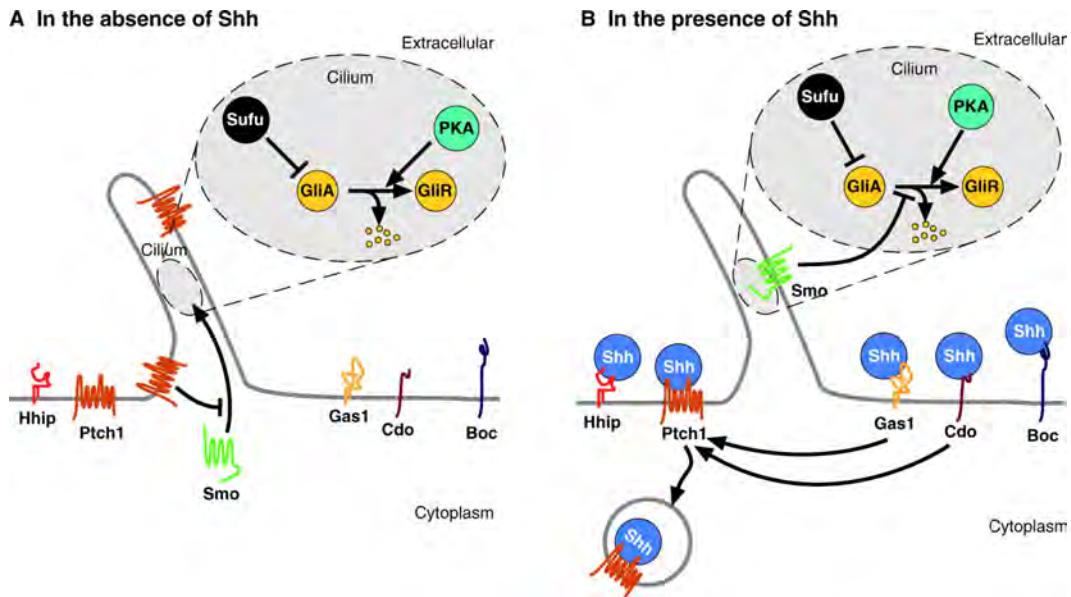 A In the absence of Shh
Extracellular
Cilium
Sufu
PKA
GliA
GliR
Cilium
Hhip
Ptch1
Smo
Gas1
Cdo
Boc
Cytoplasm
B In the presence of Shh
Extracellular
Cilium
Sufu
PKA
GliA
GliR
Smo
Shh
Shh
Shh
Shh
Shh
Hhip
Ptch1
Gas1
Cdo
Boc
Shh
Cytoplasm